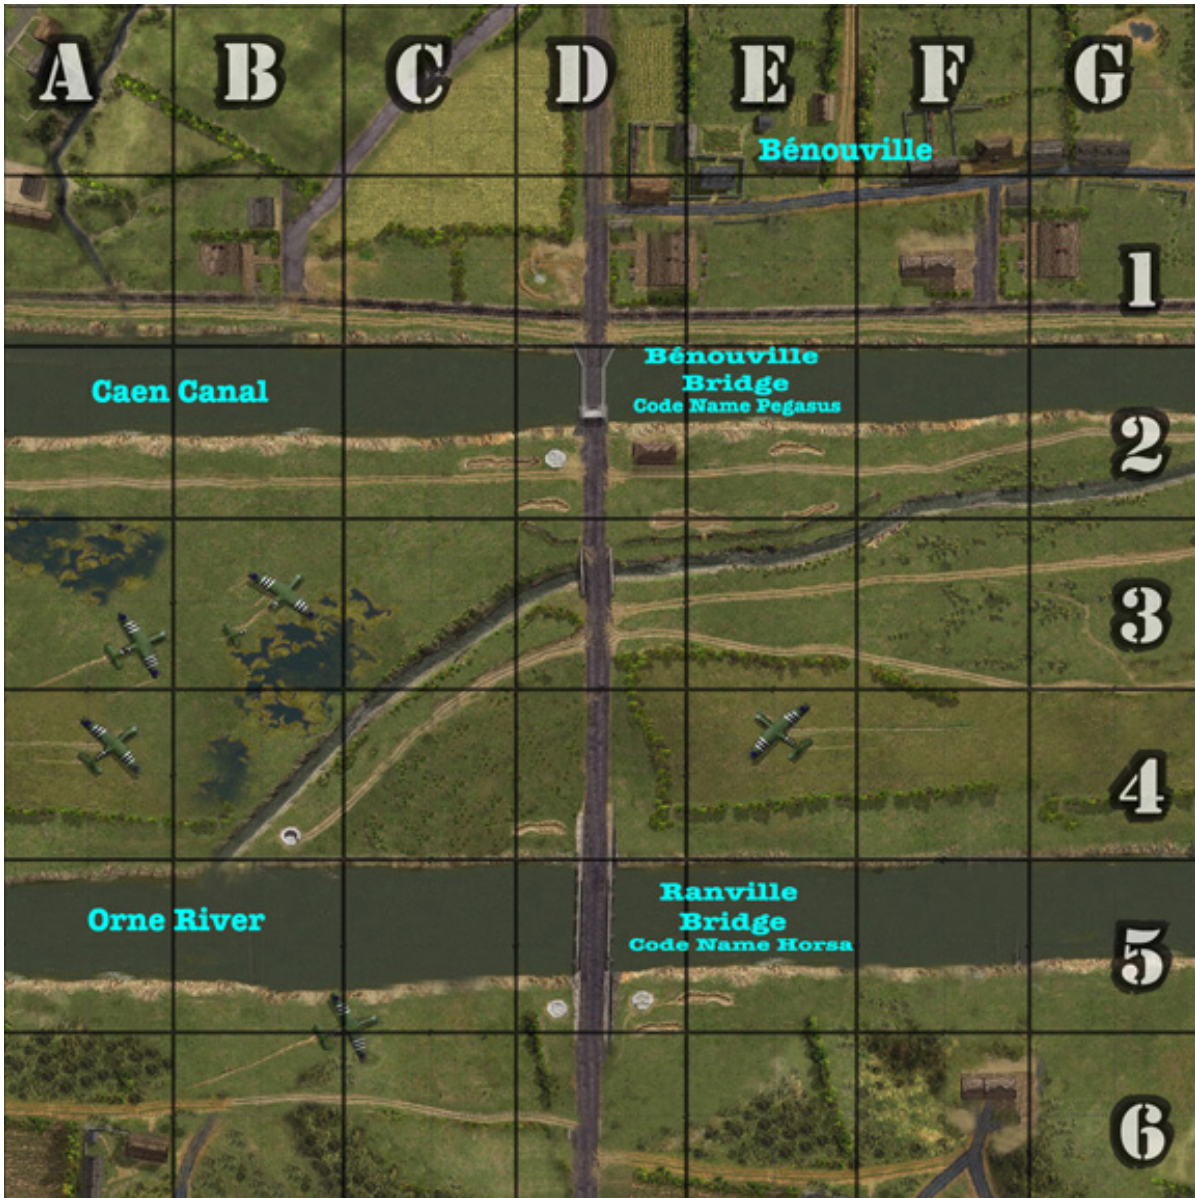 A B C D E F G
Bénouville
1
Bénouville
Bridge
Code Name Pegasus
Caen Canal
2
3
4
Ranville
Bridge
Code Name Horsa
Orne River
5
6